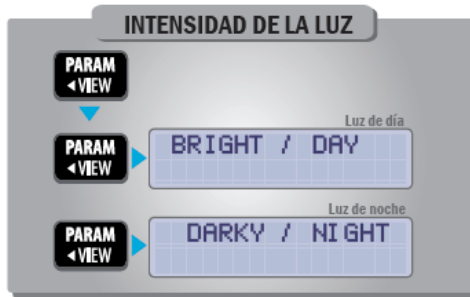 INTENSIDAD DE LA LUZ
PARAM
◄VIEW
Luz de día
PARAM
◄VIEW
BRIGHT / DAY
Luz de noche
PARAM
◄VIEW
DARKY / NIGHT